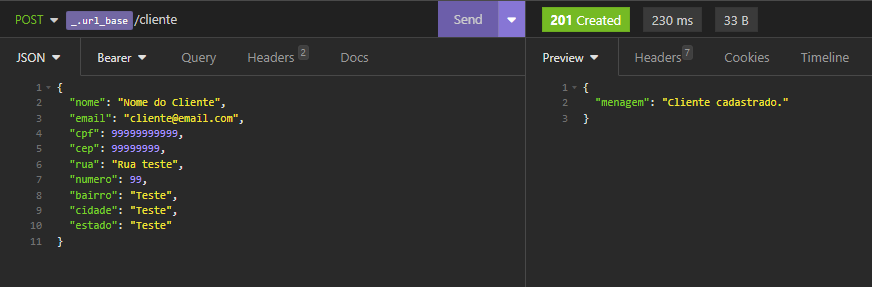 POST _.url_base /cliente Send 201 Created 230 ms 33 B
JSON Bearer Query Headers 2 Docs Preview Headers 7 Cookies Timeline
1 {
2 "nome": "Nome do Cliente",
3 "email": "cliente@email.com",
4 "cpf": 99999999999,
5 "cep": 99999999,
6 "rua": "Rua teste",
7 "numero": 99,
8 "bairro": "Teste",
9 "cidade": "Teste",
10 "estado": "Teste"
11 }
1 {
2 "menagem": "Cliente cadastrado."
3 }